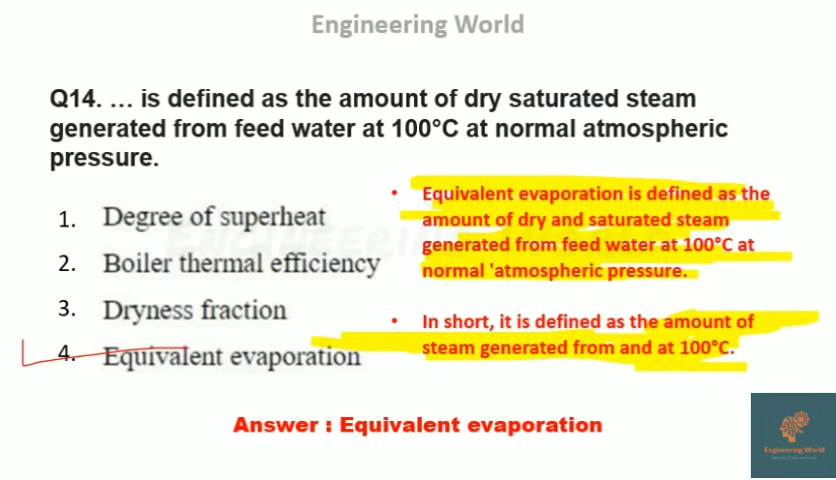 Engineering World
Q14. ... is defined as the amount of dry saturated steam
generated from feed water at 100°C at normal atmospheric
pressure.
1. Degree of superheat
2. Boiler thermal efficiency
3. Dryness fraction
4. Equivalent evaporation
• Equivalent evaporation is defined as the
amount of dry and saturated steam
generated from feed water at 100°C at
normal 'atmospheric pressure.
• In short, it is defined as the amount of
steam generated from and at 100°C.
Answer : Equivalent evaporation
Engineering World